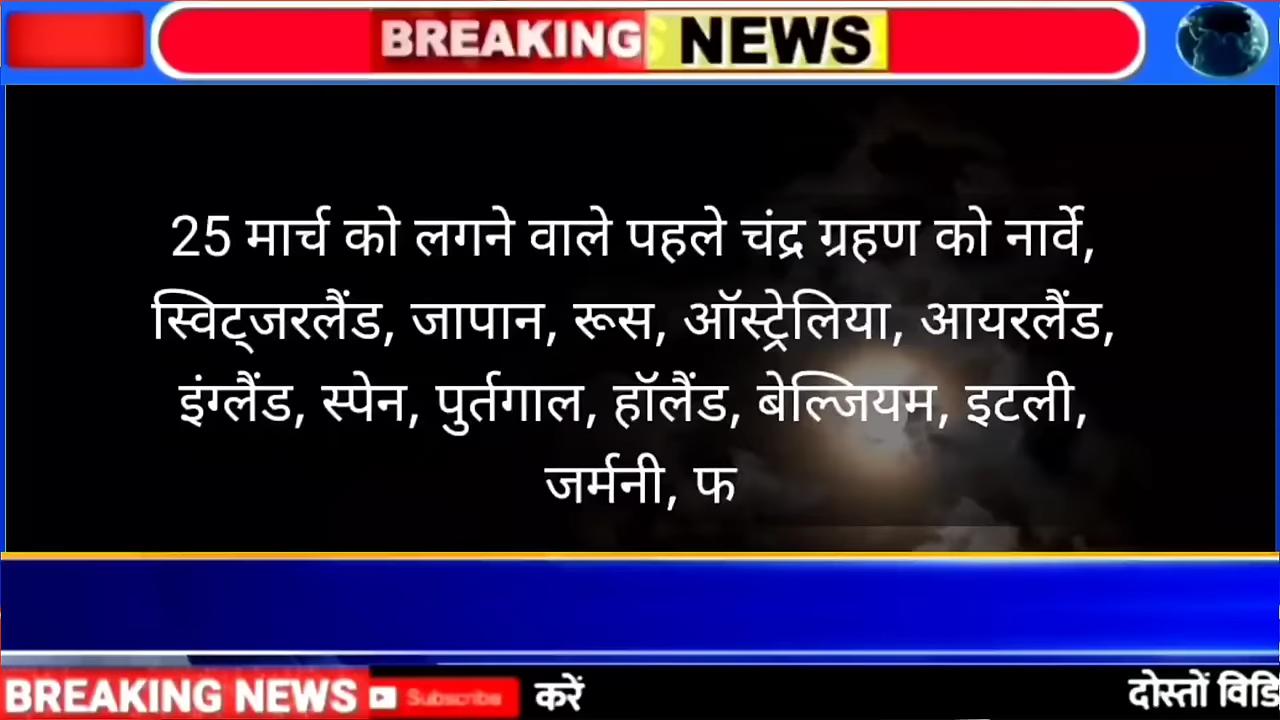 BREAKING NEWS
25 मार्च को लगने वाले पहले चंद्र ग्रहण को नार्वे,
स्विट्जरलैंड, जापान, रूस, ऑस्ट्रेलिया, आयरलैंड,
इंग्लैंड, स्पेन, पुर्तगाल, हॉलैंड, बेल्जियम, इटली,
जर्मनी, फ
BREAKING NEWS Subscribe करें दोस्तों विडि